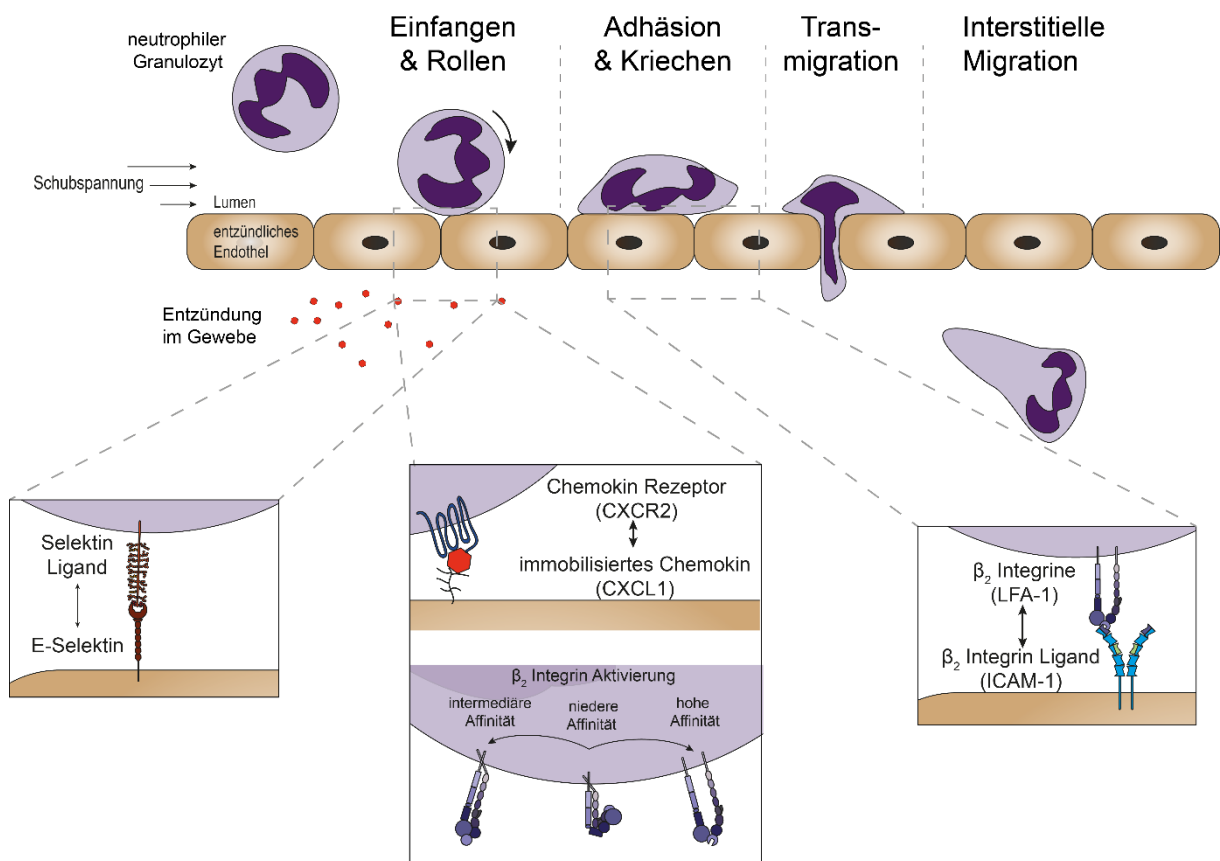 neutrophiler
Granulozyt
Einfangen
& Rollen
Adhäsion
& Kriechen
Trans-
migration
Interstitielle
Migration
Schubspannung
Lumen
entzündliches
Endothel
Entzündung
im Gewebe
Selektin
Ligand
E-Selektin
Chemokin Rezeptor
(CXCR2)
immobilisiertes Chemokin
(CXCL1)
β₂ Integrin Aktivierung
intermediäre
Affinität
niedere
Affinität
hohe
Affinität
β₂ Integrine
(LFA-1)
β₂ Integrin Ligand
(ICAM-1)